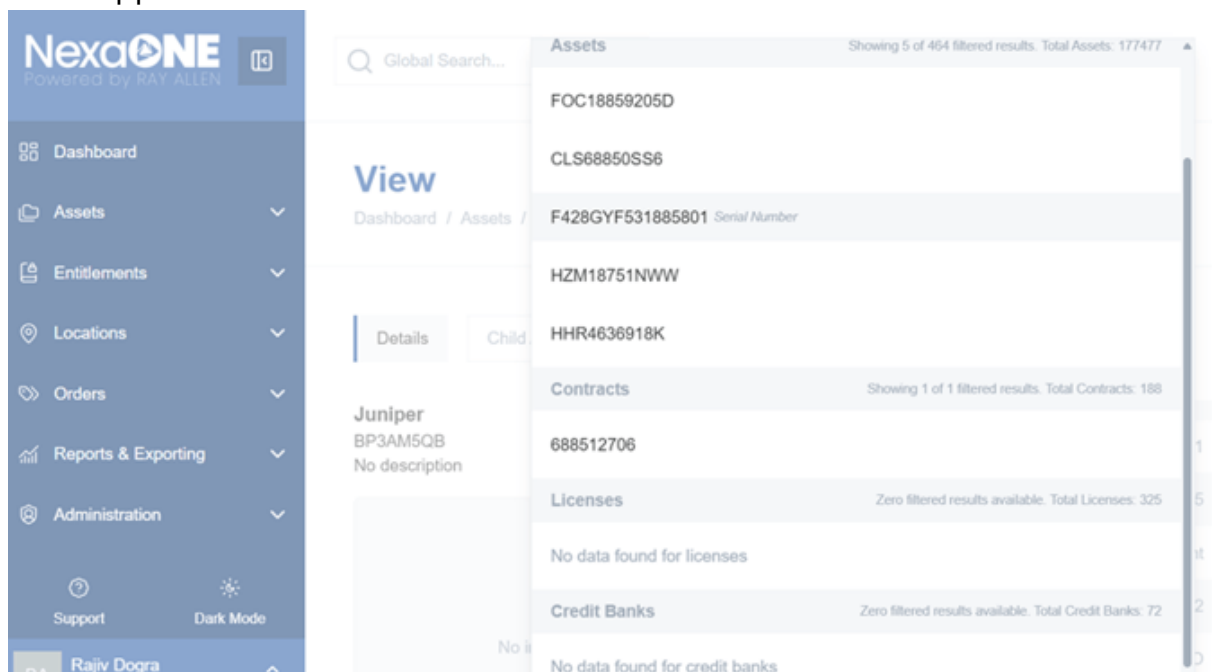 NexaONE
Powered by RAY ALLEN
Dashboard
Assets
Entitlements
Locations
Orders
Reports & Exporting
Administration
Support
Dark Mode
Rajiv Dogra
Global Search...
View
Dashboard / Assets /
Details
Child
Juniper
BP3AM5QB
No description
Assets
Showing 5 of 464 filtered results. Total Assets: 177477
FOC18859205D
CLS68850SS6
F428GYF531885801 Serial Number
HZM18751NWW
HHR4636918K
Contracts
Showing 1 of 1 filtered results. Total Contracts: 188
688512706
Licenses
Zero filtered results available. Total Licenses: 325
No data found for licenses
Credit Banks
Zero filtered results available. Total Credit Banks: 72
No data found for credit banks